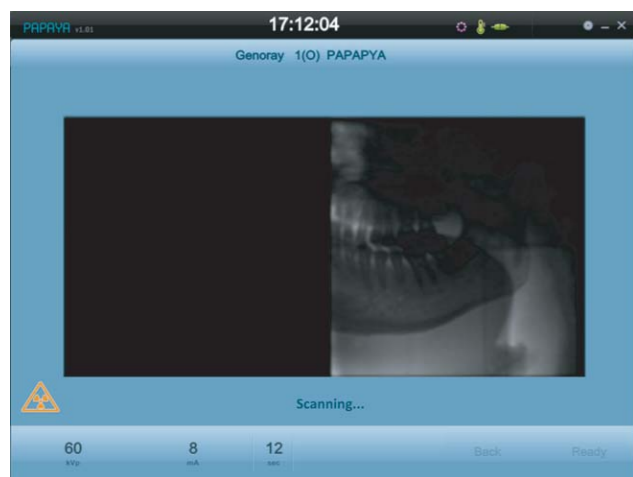 PAPAYA v1.01 17:12:04
Genoray 1(O) PAPAPYA
Scanning...
60 8 12 Back Ready
kVp mA sec